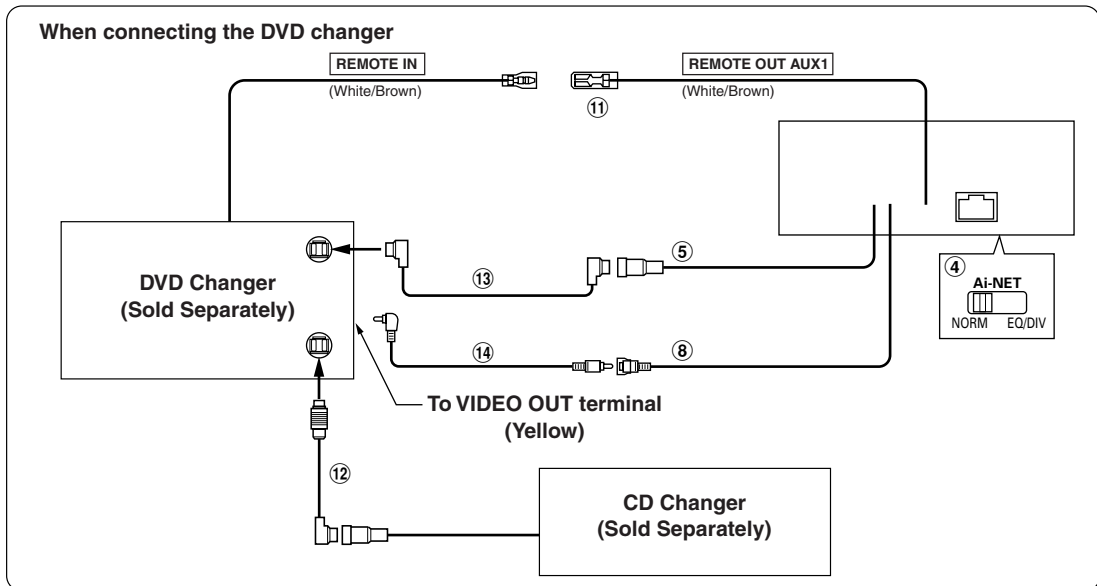 When connecting the DVD changer
REMOTE IN
(White/Brown)
REMOTE OUT AUX1
(White/Brown)
⑪
DVD Changer
(Sold Separately)
⑬
⑤
④
Ai-NET
NORM EQ/DIV
⑭
⑧
To VIDEO OUT terminal
(Yellow)
⑫
CD Changer
(Sold Separately)